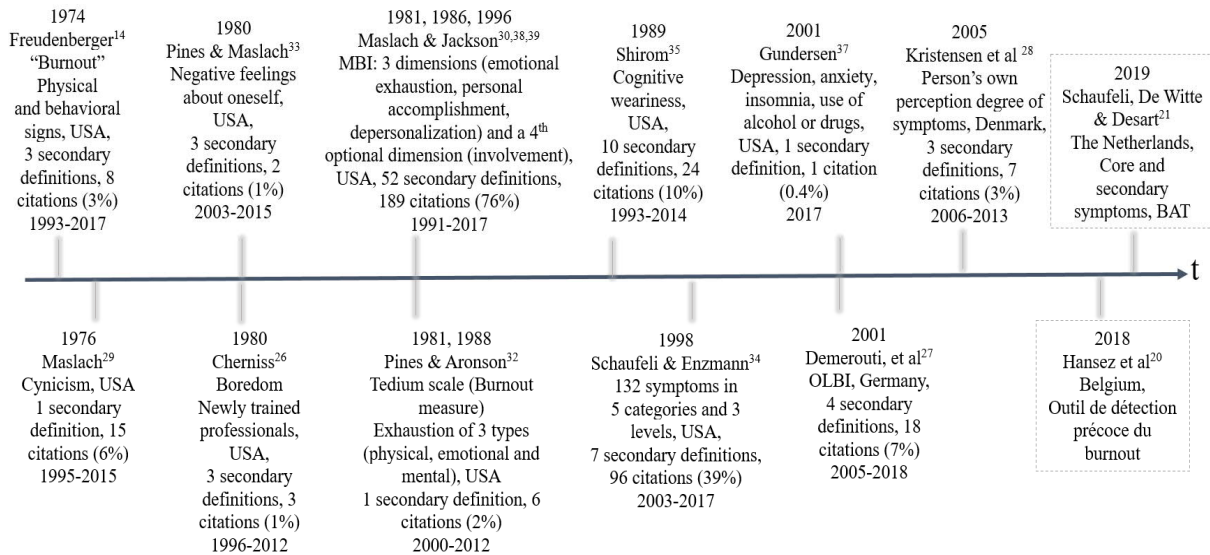 1974
Freudenberger14
“Burnout”
Physical
and behavioral
signs, USA,
3 secondary
definitions, 8
citations (3%)
1993-2017
1980
Pines & Maslach33
Negative feelings
about oneself,
USA,
3 secondary
definitions, 2
citations (1%)
2003-2015
1981, 1986, 1996
Maslach & Jackson30,38,39
MBI: 3 dimensions (emotional
exhaustion, personal
accomplishment,
depersonalization) and a 4th
optional dimension (involvement),
USA, 52 secondary definitions,
189 citations (76%)
1991-2017
1989
Shirom35
Cognitive
weariness,
USA,
10 secondary
definitions, 24
citations (10%)
1993-2014
2001
Gundersen37
Depression, anxiety,
insomnia, use of
alcohol or drugs,
USA, 1 secondary
definition, 1 citation
(0.4%)
2017
2005
Kristensen et al 28
Person’s own
perception degree of
symptoms, Denmark,
3 secondary
definitions, 7
citations (3%)
2006-2013
2019
Schaufeli, De Witte
& Desart21
The Netherlands,
Core and
secondary
symptoms, BAT
t
1976
Maslach29
Cynicism, USA
1 secondary
definition, 15
citations (6%)
1995-2015
1980
Cherniss26
Boredom
Newly trained
professionals,
USA,
3 secondary
definitions, 3
citations (1%)
1996-2012
1981, 1988
Pines & Aronson32
Tedium scale (Burnout
measure)
Exhaustion of 3 types
(physical, emotional and
mental), USA
1 secondary definition, 6
citations (2%)
2000-2012
1998
Schaufeli & Enzmann34
132 symptoms in
5 categories and 3
levels, USA,
7 secondary definitions,
96 citations (39%)
2003-2017
2001
Demerouti, et al27
OLBI, Germany,
4 secondary
definitions, 18
citations (7%)
2005-2018
2018
Hansez et al20
Belgium,
Outil de détection
précoce du
burnout